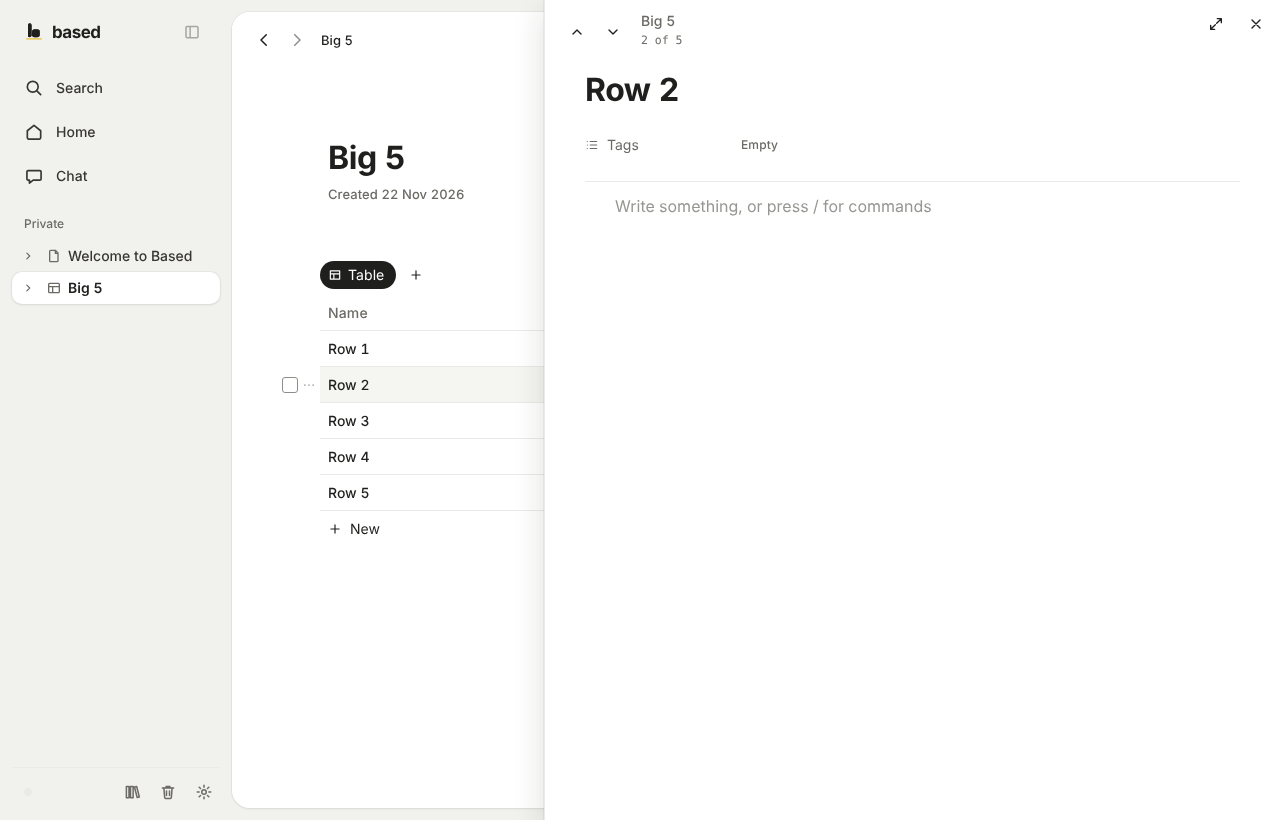 based
Search
Home
Chat
Private
Welcome to Based
Big 5
Big 5
Big 5
Created 22 Nov 2026
Table
Name
Row 1
Row 2
Row 3
Row 4
Row 5
New
Big 5
2 of 5
Row 2
Tags Empty
Write something, or press / for commands